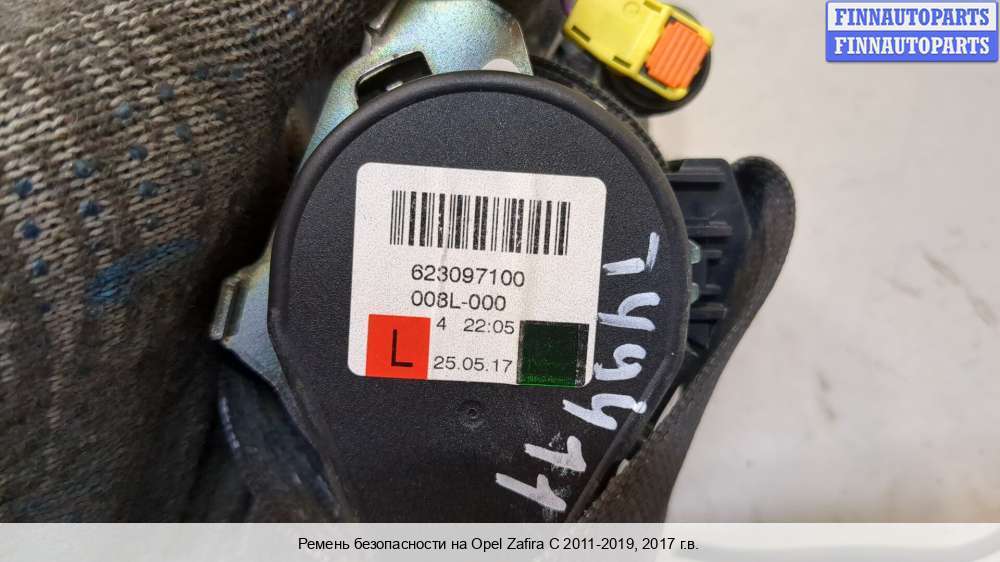 FINNAUTOPARTS
FINNAUTOPARTS
623097100
008L-000
4 22:05
L
25.05.17
Ремень безопасности на Opel Zafira C 2011-2019, 2017 г.в.